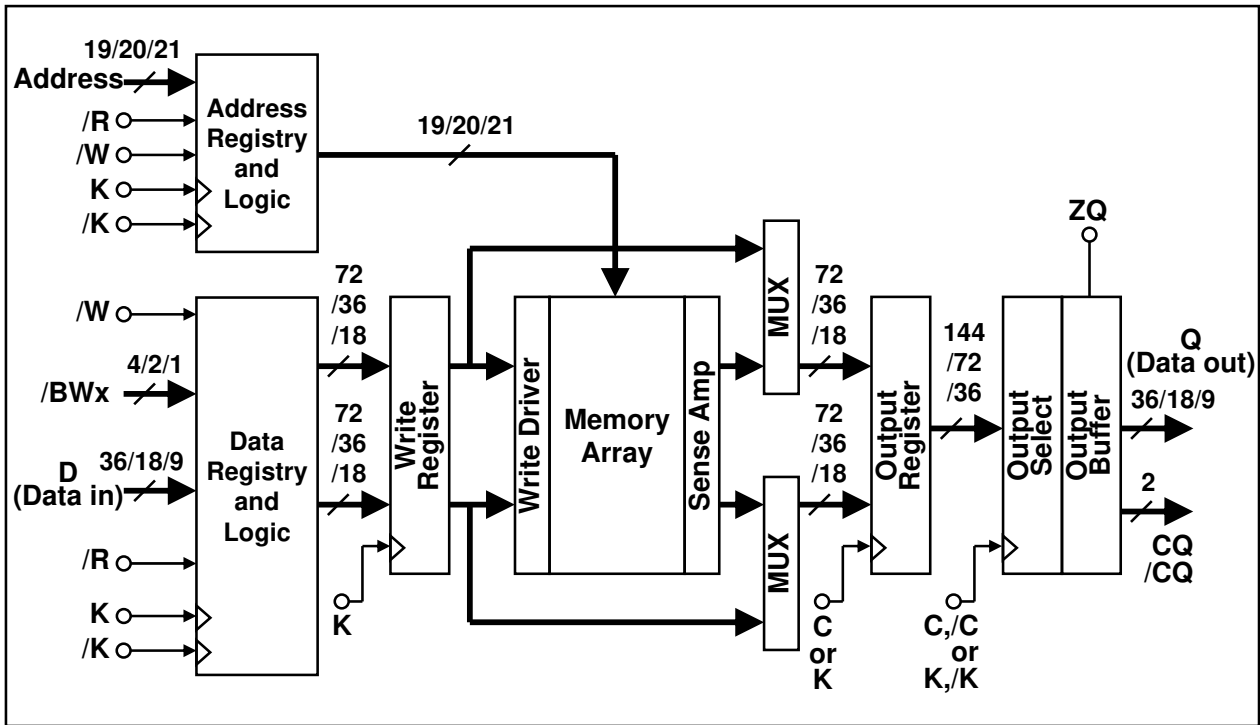 19/20/21
Address
/R
/W
K
/K
Address
Registry
and
Logic
19/20/21
/W
4/2/1
/BWx
36/18/9
D
(Data in)
/R
K
/K
Data
Registry
and
Logic
72
/36
/18
72
/36
/18
Write
Register
K
Write Driver
Memory
Array
Sense Amp
MUX
MUX
72
/36
/18
72
/36
/18
C
or
K
Output
Register
144
/72
/36
C,/C
or
K,/K
ZQ
Output
Select
Output
Buffer
Q
(Data out)
36/18/9
2
CQ
/CQ